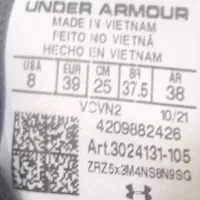 UNDER ARMOUR
MADE IN VIETNAM
FEITO NO VIETNÃ
HECHO EN VIETNAM
USA EUR CM BR AR
8 39 25 37.5 38
VCVN2 10/21
4209882426
Art.3024131-105
ZRZ5x3M4NS8N9SG